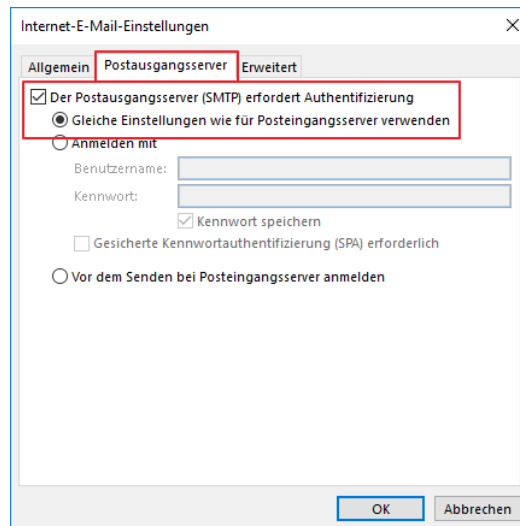 Internet-E-Mail-Einstellungen
Allgemein Postausgangsserver Erweitert
Der Postausgangsserver (SMTP) erfordert Authentifizierung
Gleiche Einstellungen wie für Posteingangsserver verwenden
Anmelden mit
Benutzername:
Kennwort:
Kennwort speichern
Gesicherte Kennwortauthentifizierung (SPA) erforderlich
Vor dem Senden bei Posteingangsserver anmelden
OK Abbrechen